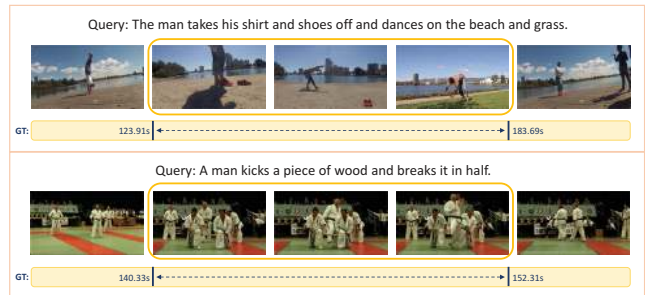 Query: The man takes his shirt and shoes off and dances on the beach and grass.
GT: 123.91s 183.69s
Query: A man kicks a piece of wood and breaks it in half.
GT: 140.33s 152.31s